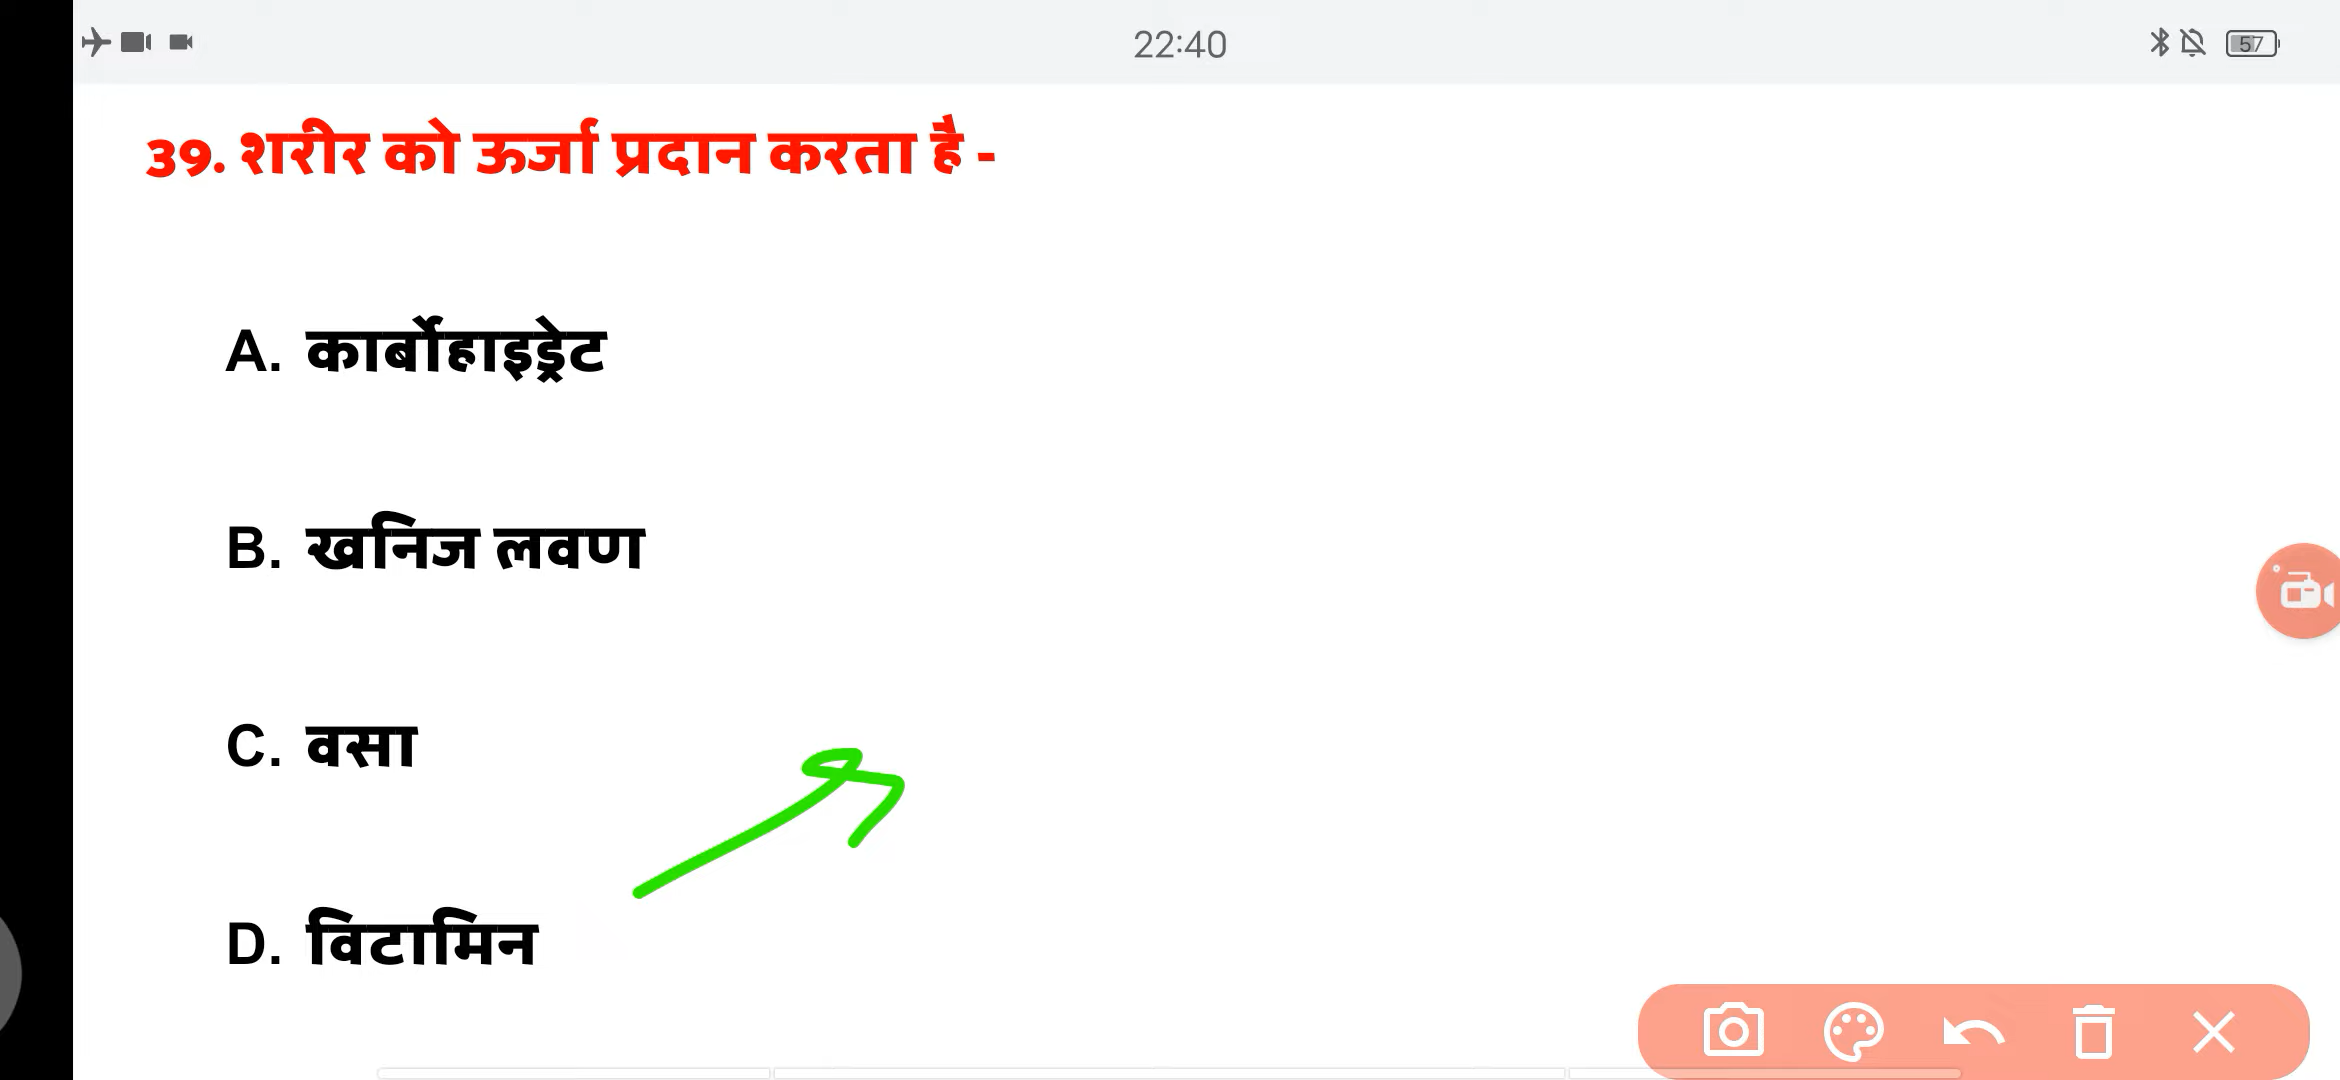 22:40
57
39. शरीर को ऊर्जा प्रदान करता है -
A. कार्बोहाइड्रेट
B. खनिज लवण
C. वसा
D. विटामिन